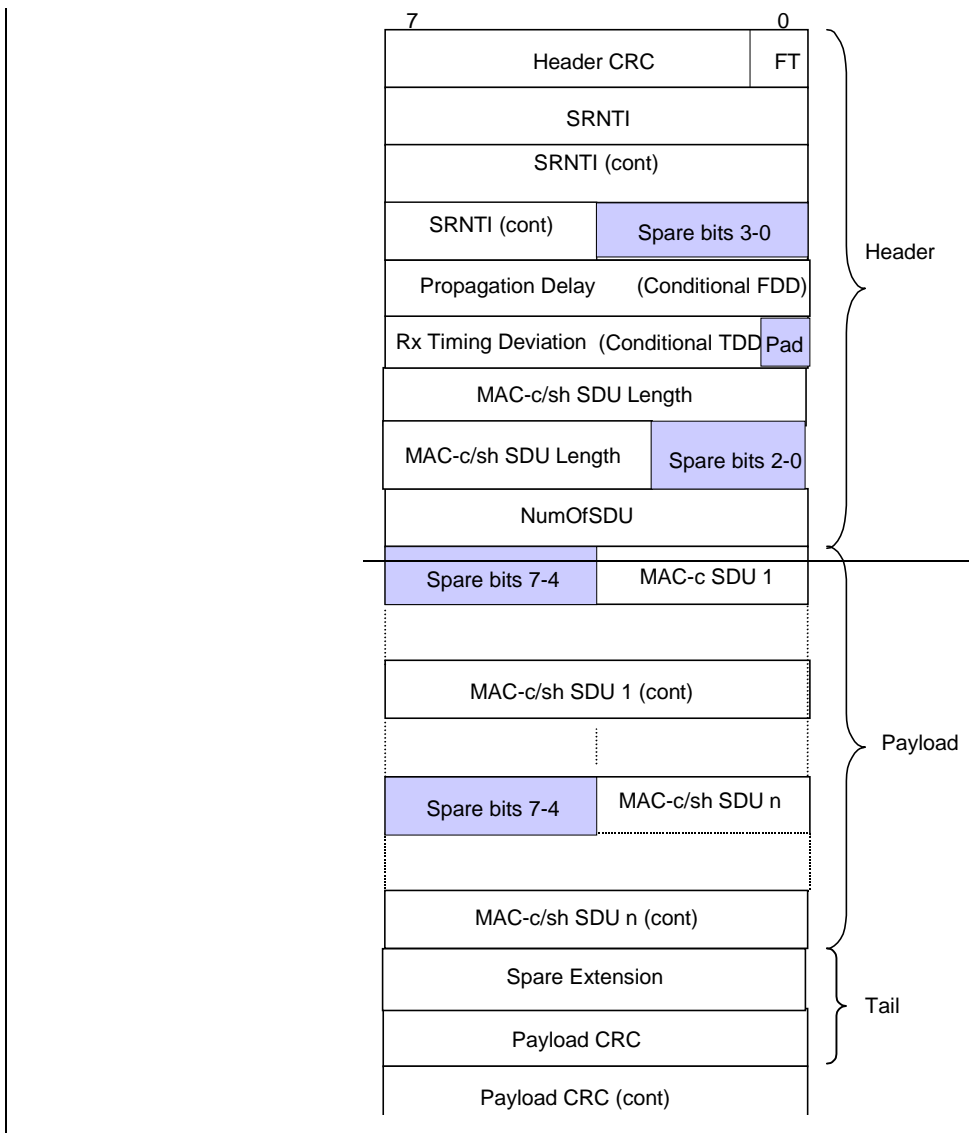 7 0
Header CRC FT
SRNTI
SRNTI (cont)
SRNTI (cont) Spare bits 3-0
Header
Propagation Delay (Conditional FDD)
Rx Timing Deviation (Conditional TDD Pad
MAC-c/sh SDU Length
MAC-c/sh SDU Length Spare bits 2-0
NumOfSDU
Spare bits 7-4 MAC-c SDU 1
MAC-c/sh SDU 1 (cont)
Payload
Spare bits 7-4 MAC-c/sh SDU n
MAC-c/sh SDU n (cont)
Spare Extension
Tail
Payload CRC
Payload CRC (cont)